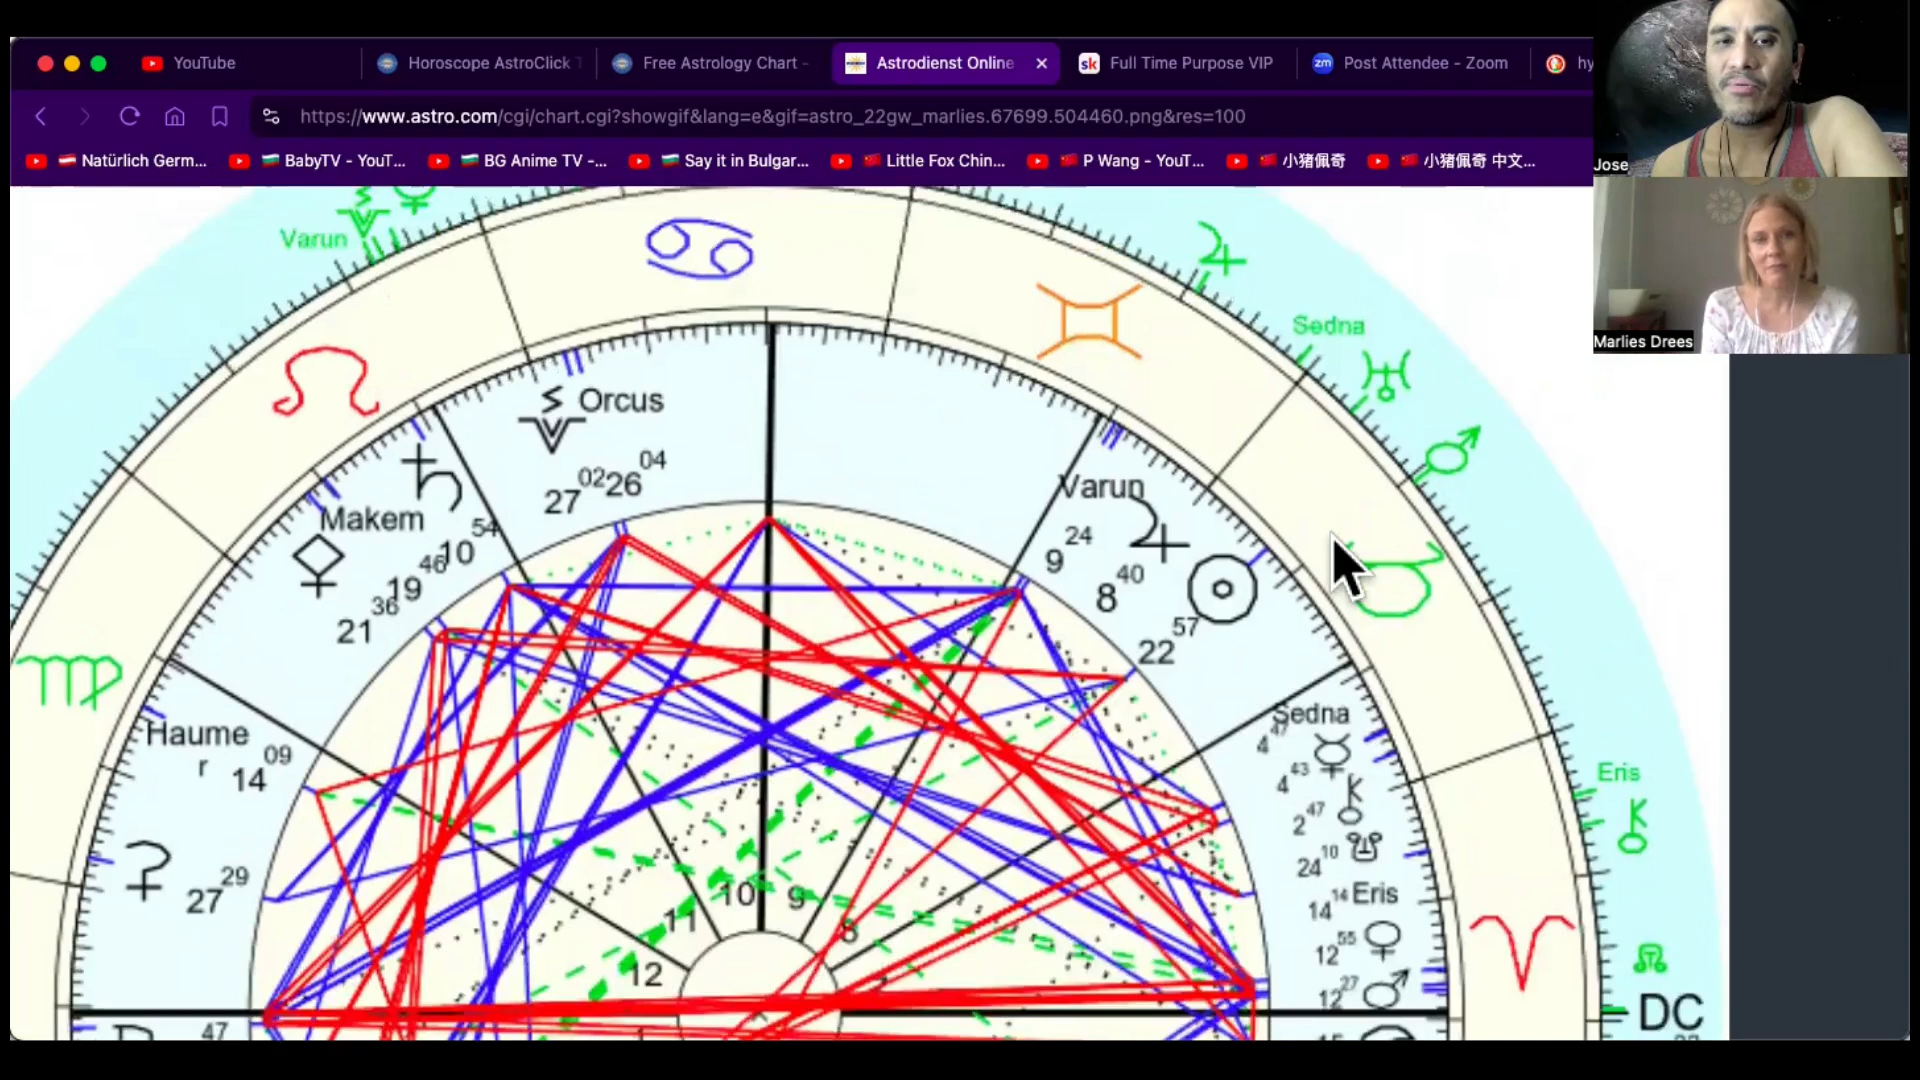 YouTube
Horoscope AstroClick T
Free Astrology Chart -
Astrodienst Online
Full Time Purpose VIP
zm
Post Attendee - Zoom
hy
sk
https://www.astro.com/cgi/chart.cgi?showgif&lang=e&gif=astro_22gw_marlies.67699.504460.png&res=100
Natürlich Germ...
BabyTV - YouT...
BG Anime TV -...
Say it in Bulgar...
Little Fox Chin...
P Wang - YouT...
小猪佩奇
小猪佩奇 中文...
Jose
Marlies Drees
Varun
Sedna
Orcus
27 02 26 04
Makem
10 54
19 46
21 36
Varun
9 24
8 40
22 57
Haume
r 14 09
27 29
Sedna
4 47
4 43
2 47
24 10
14 14 Eris
12 55
12 27
Eris
10
9
11
8
12
DC
47